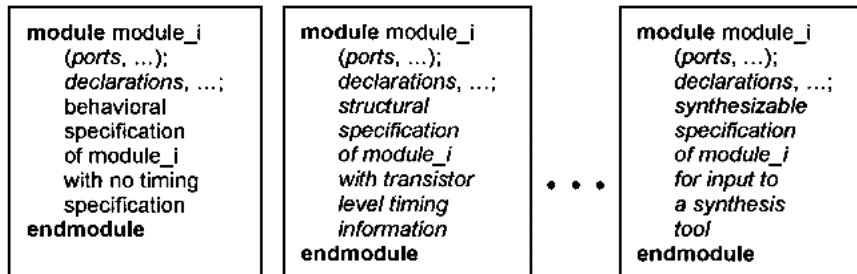 module module_i
(ports, ...);
declarations, ...;
behavioral
specification
of module_i
with no timing
specification
endmodule
module module_i
(ports, ...);
declarations, ...;
structural
specification
of module_i
with transistor
level timing
information
endmodule
• • •
module module_i
(ports, ...);
declarations, ...;
synthesizable
specification
of module_i
for input to
a synthesis
tool
endmodule